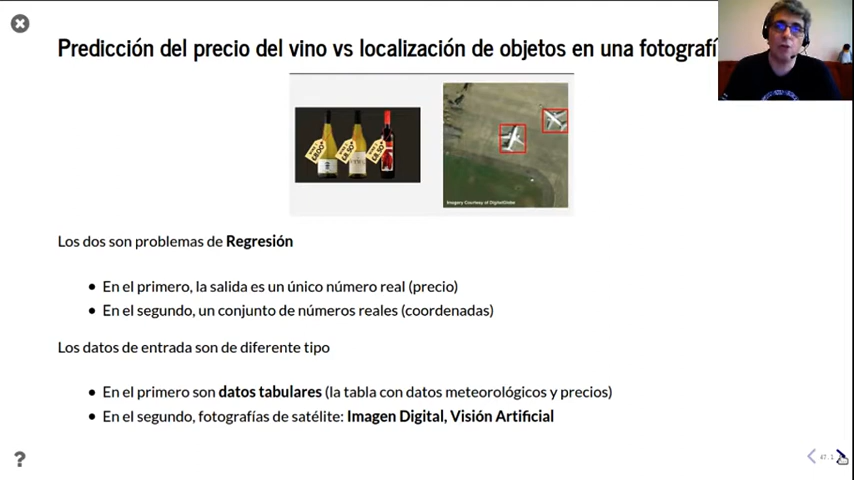 Predicción del precio del vino vs localización de objetos en una fotografí
Imagery Courtesy of DigitalGlobe
Los dos son problemas de Regresión
En el primero, la salida es un único número real (precio)
En el segundo, un conjunto de números reales (coordenadas)
Los datos de entrada son de diferente tipo
En el primero son datos tabulares (la tabla con datos meteorológicos y precios)
En el segundo, fotografías de satélite: Imagen Digital, Visión Artificial
?
47.1